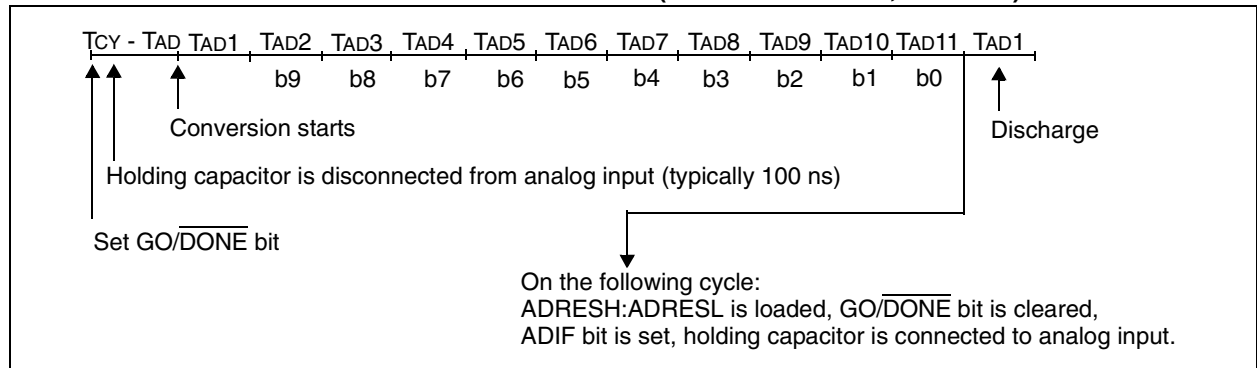 TCY - TAD TAD1 TAD2 TAD3 TAD4 TAD5 TAD6 TAD7 TAD8 TAD9 TAD10 TAD11 TAD1
b9 b8 b7 b6 b5 b4 b3 b2 b1 b0
Conversion starts
Discharge
Holding capacitor is disconnected from analog input (typically 100 ns)
Set GO/DONE bit
On the following cycle:
ADRESH:ADRESL is loaded, GO/DONE bit is cleared,
ADIF bit is set, holding capacitor is connected to analog input.